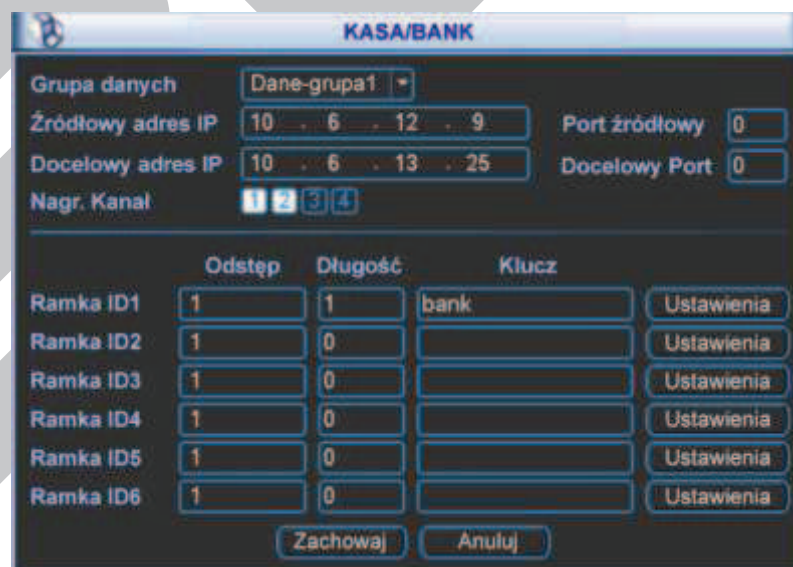 KASA/BANK
Grupa danych Dane-grupa1
Źródłowy adres IP 10 . 6 . 12 . 9 Port źródłowy 0
Docelowy adres IP 10 . 6 . 13 . 25 Docelowy Port 0
Nagr. Kanal 1 2 3 4
Odstęp Długość Klucz
Ramka ID1 1 1 bank Ustawienia
Ramka ID2 1 0 Ustawienia
Ramka ID3 1 0 Ustawienia
Ramka ID4 1 0 Ustawienia
Ramka ID5 1 0 Ustawienia
Ramka ID6 1 0 Ustawienia
Zachowaj Anuluj